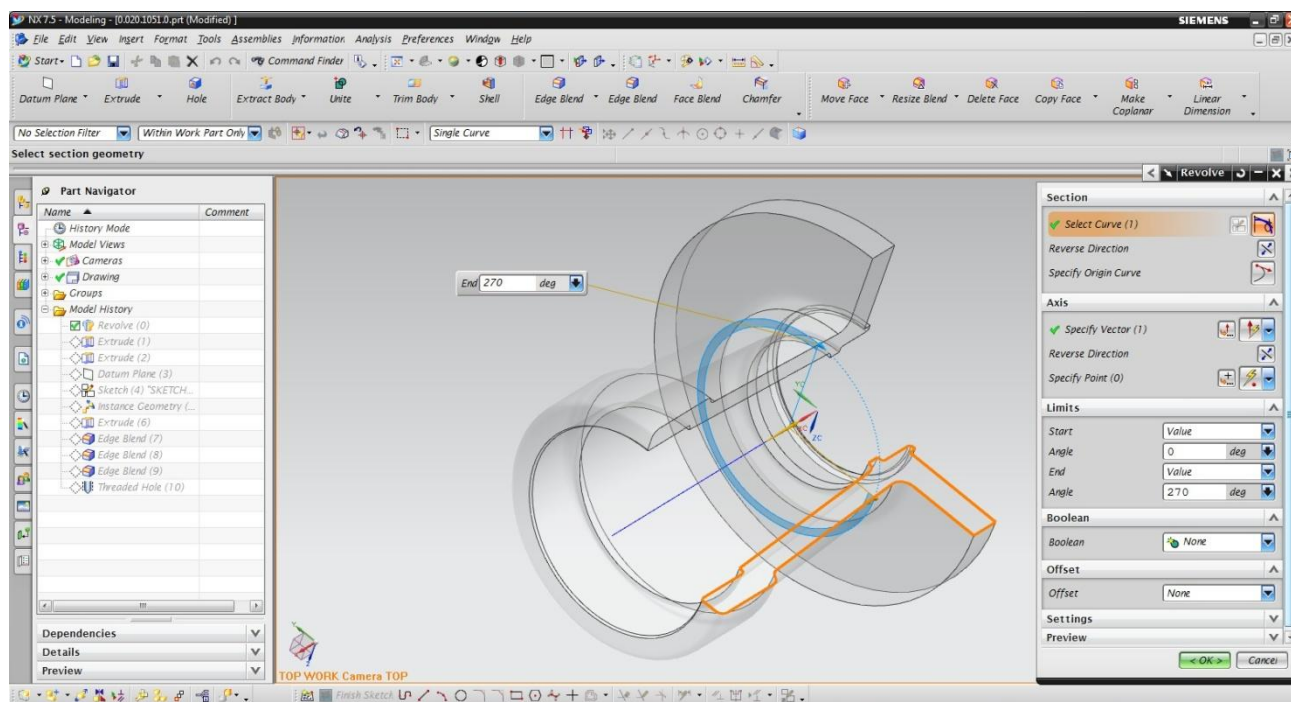 NX 7.5 - Modeling - [0.020.1051.0.prt (Modified) ]
SIEMENS
File Edit View Insert Format Tools Assemblies Information Analysis Preferences Window Help
Start Command Finder
Datum Plane Extrude Hole Extract Body Unite Trim Body Shell Edge Blend Edge Blend Face Blend Chamfer Move Face Resize Blend Delete Face Copy Face Make Coplanar Linear Dimension
No Selection Filter Within Work Part Only Single Curve
Select section geometry
Revolve
Part Navigator
Name Comment
History Mode
Model Views
Cameras
Drawing
Groups
Model History
Revolve (0)
Extrude (1)
Extrude (2)
Datum Plane (3)
Sketch (4) "SKETCH...
Instance Geometry (...
Extrude (6)
Edge Blend (7)
Edge Blend (8)
Edge Blend (9)
Threaded Hole (10)
Dependencies
Details
Preview
End 270 deg
YC
XC
ZC
TOP WORK Camera TOP
Section
Select Curve (1)
Reverse Direction
Specify Origin Curve
Axis
Specify Vector (1)
Reverse Direction
Specify Point (0)
Limits
Start Value
Angle 0 deg
End Value
Angle 270 deg
Boolean
Boolean None
Offset
Offset None
Settings
Preview
< OK > Cancel
Finish Sketch